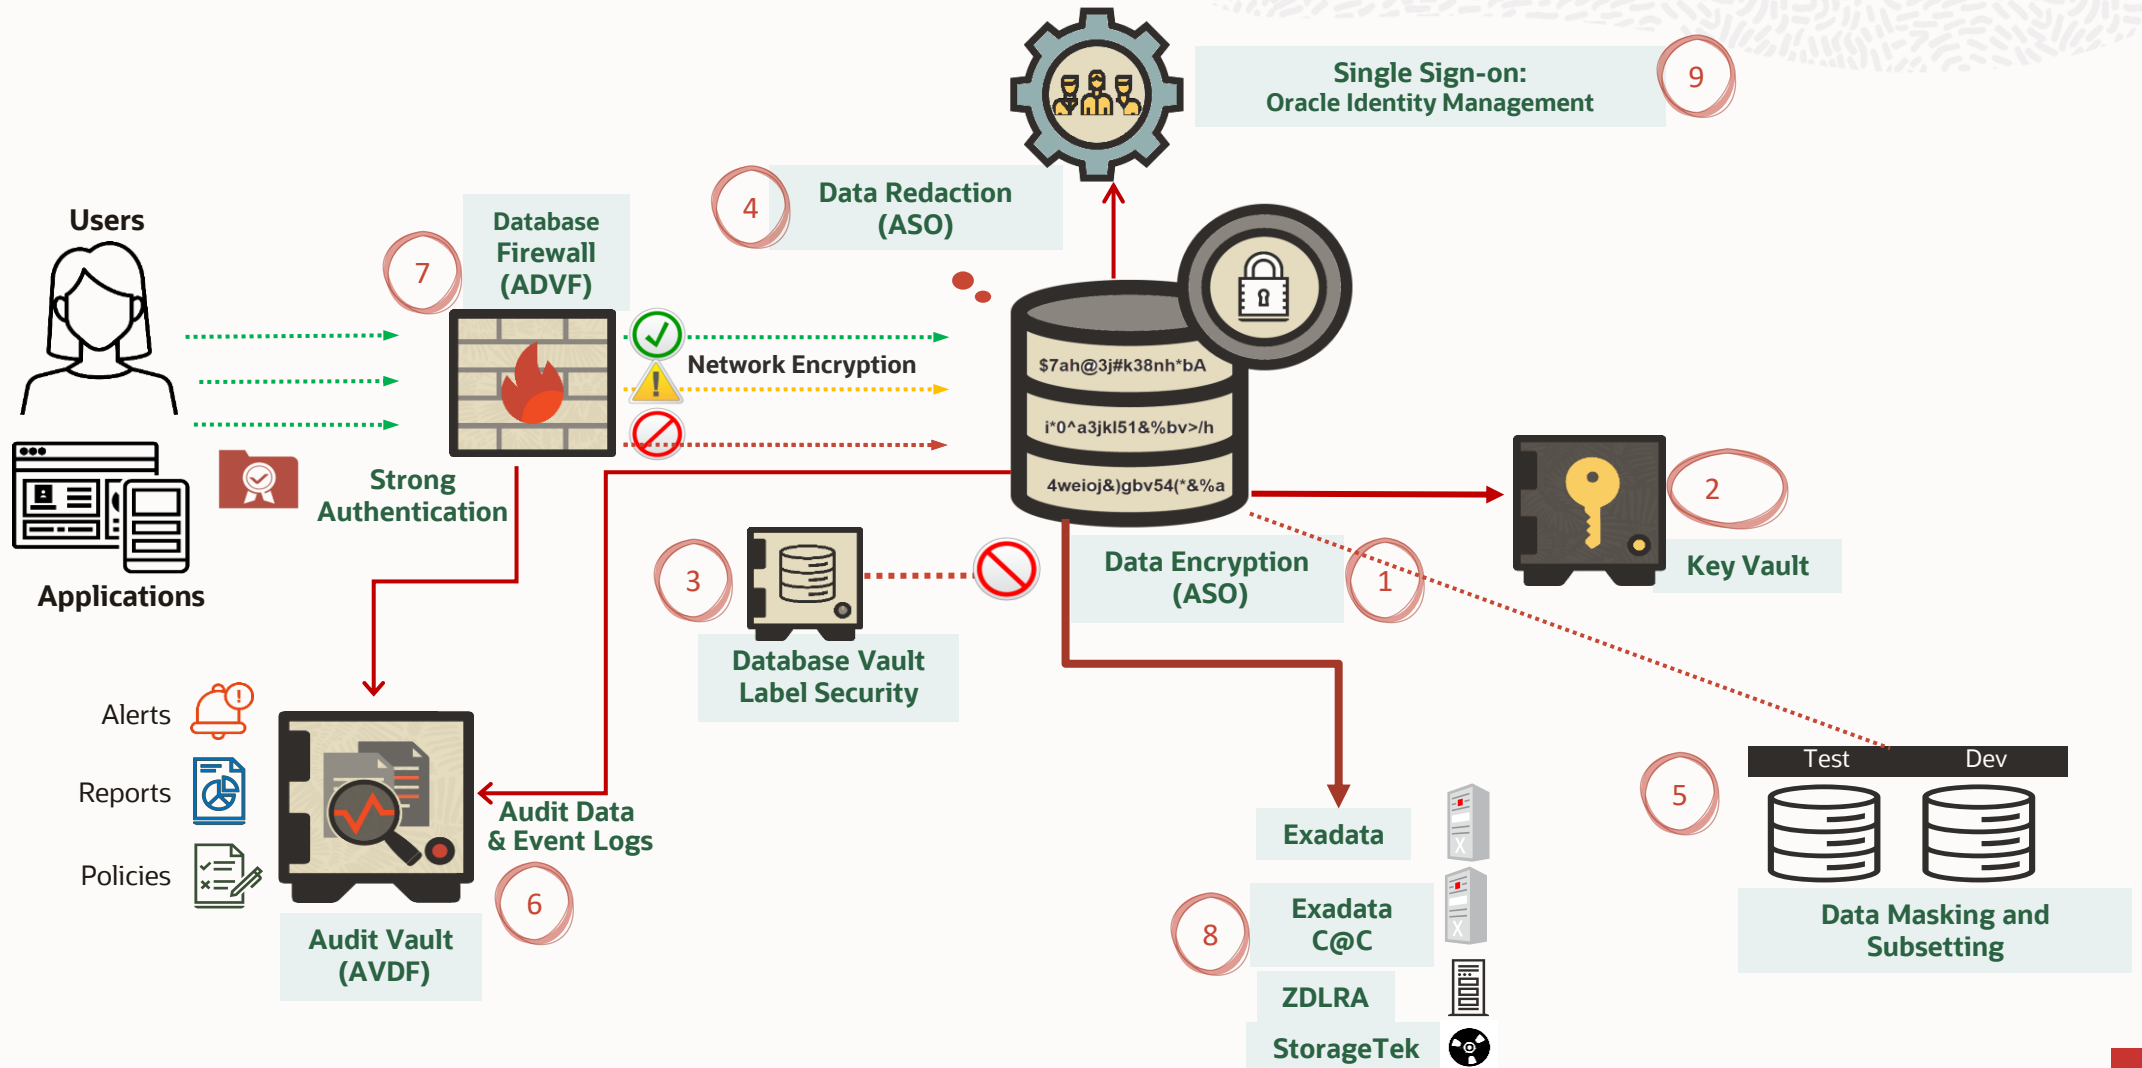 Single Sign-on:
Oracle Identity Management
9
4
Data Redaction
(ASO)
Users
7
Database
Firewall
(ADVF)
Network Encryption
$7ah@3j#k38nh*bA
i*0^a3jkl51&%bv>/h
4weioj&)gbv54(*&%a
Strong
Authentication
Applications
2
Key Vault
3
Database Vault
Label Security
Data Encryption
(ASO)
1
Alerts
Reports
Policies
Audit Data
& Event Logs
6
Audit Vault
(AVDF)
5
Test
Dev
Data Masking and
Subsetting
Exadata
X
8
Exadata
C@C
X
ZDLRA
StorageTek